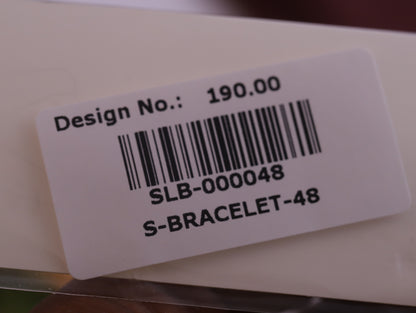 Design No.: 190.00
SLB-000048
S-BRACELET-48